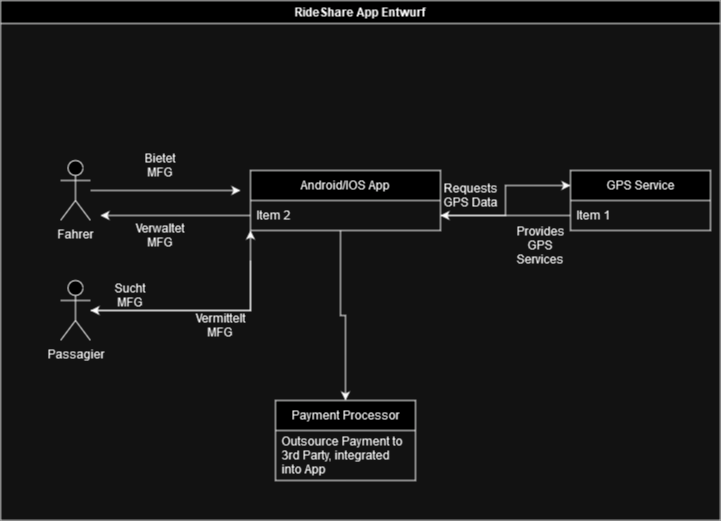 RideShare App Entwurf
Bietet
MFG
Android/IOS App
Requests
GPS Data
GPS Service
Item 2
Item 1
Fahrer
Verwaltet
MFG
Provides
GPS
Services
Sucht
MFG
Vermittelt
MFG
Passagier
Payment Processor
Outsource Payment to
3rd Party, integrated
into App